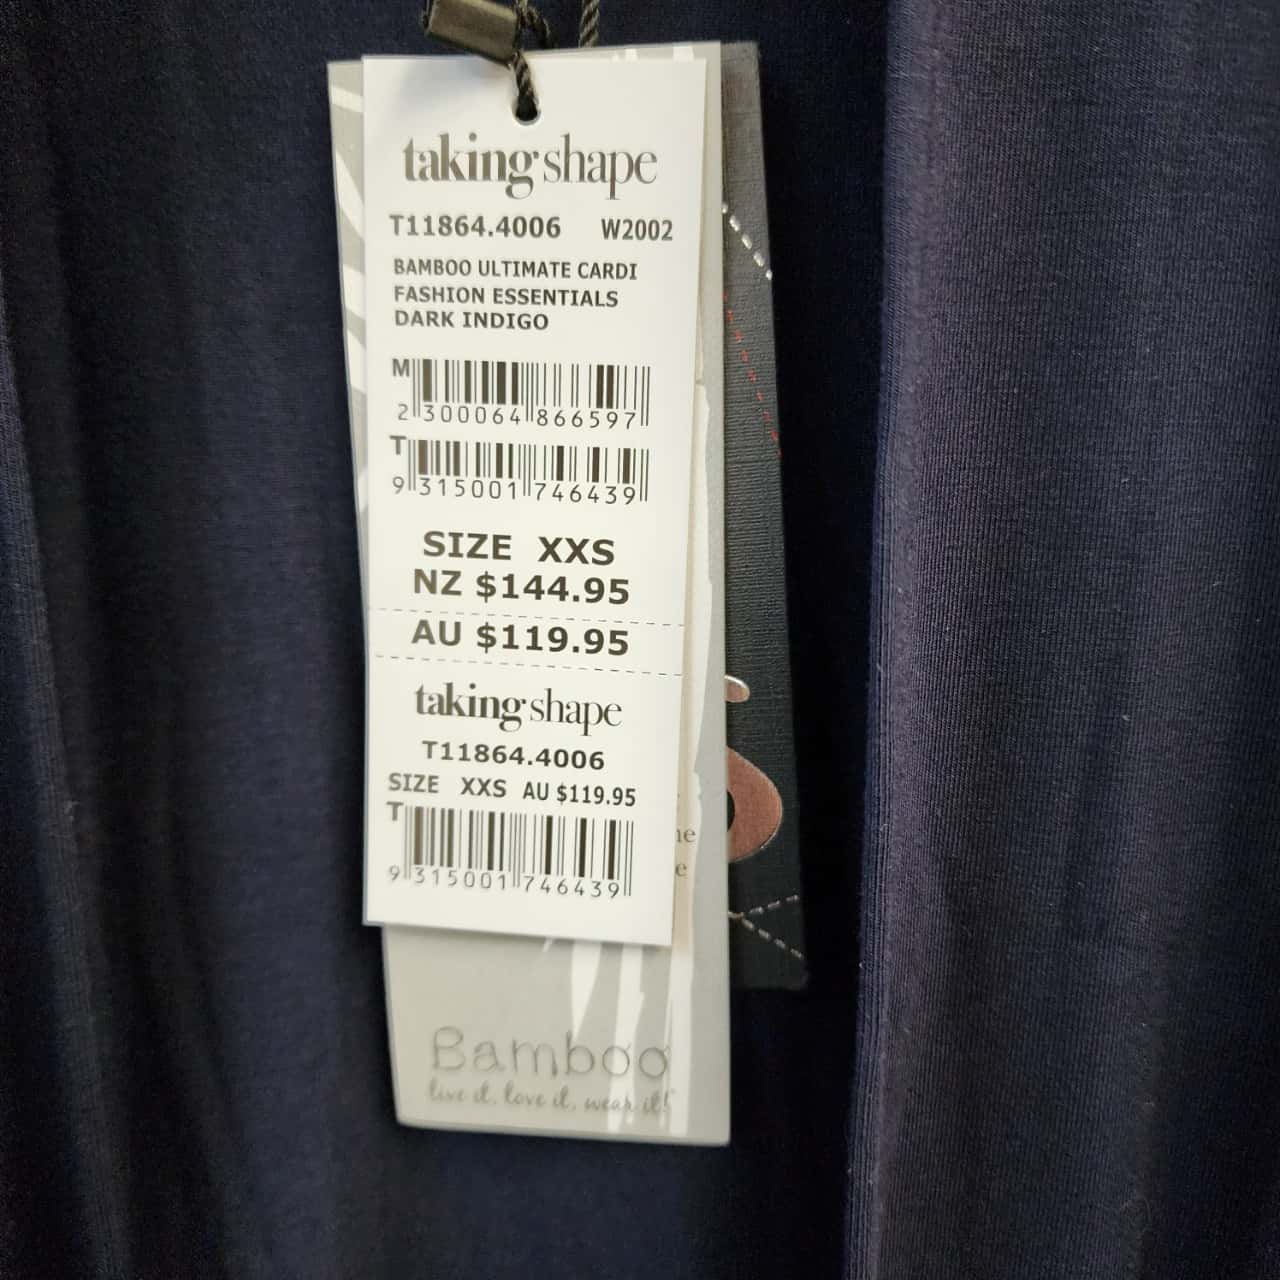 taking shape
T11864.4006 W2002
BAMBOO ULTIMATE CARDI
FASHION ESSENTIALS
DARK INDIGO
M
2 300064 866597
T
9 315001 746439
SIZE XXS
NZ $144.95
AU $119.95
taking shape
T11864.4006
SIZE XXS AU $119.95
T
9 315001 746439
Bamboo
live it, love it, wear it!